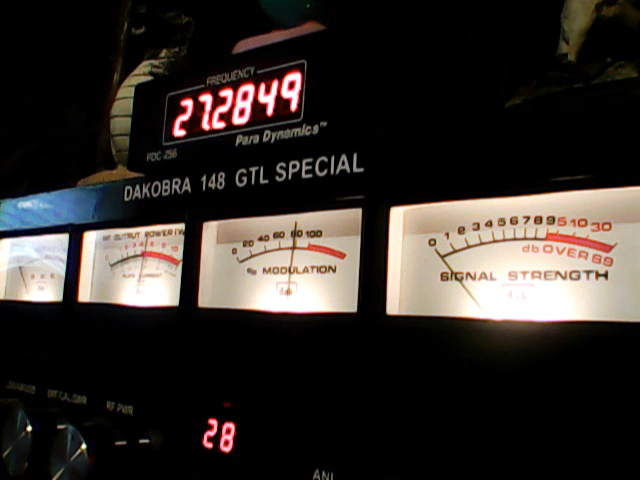 FREQUENCY
27.2849
Para Dynamics™
PDC-256
DAKOBRA 148 GTL SPECIAL
RF OUTPUT POWER
0 20 40 60 80 100
% MODULATION
0 1 2 3 4 5 6 7 8 9 5 10 30
db OVER S9
SIGNAL STRENGTH
RF PWR
28